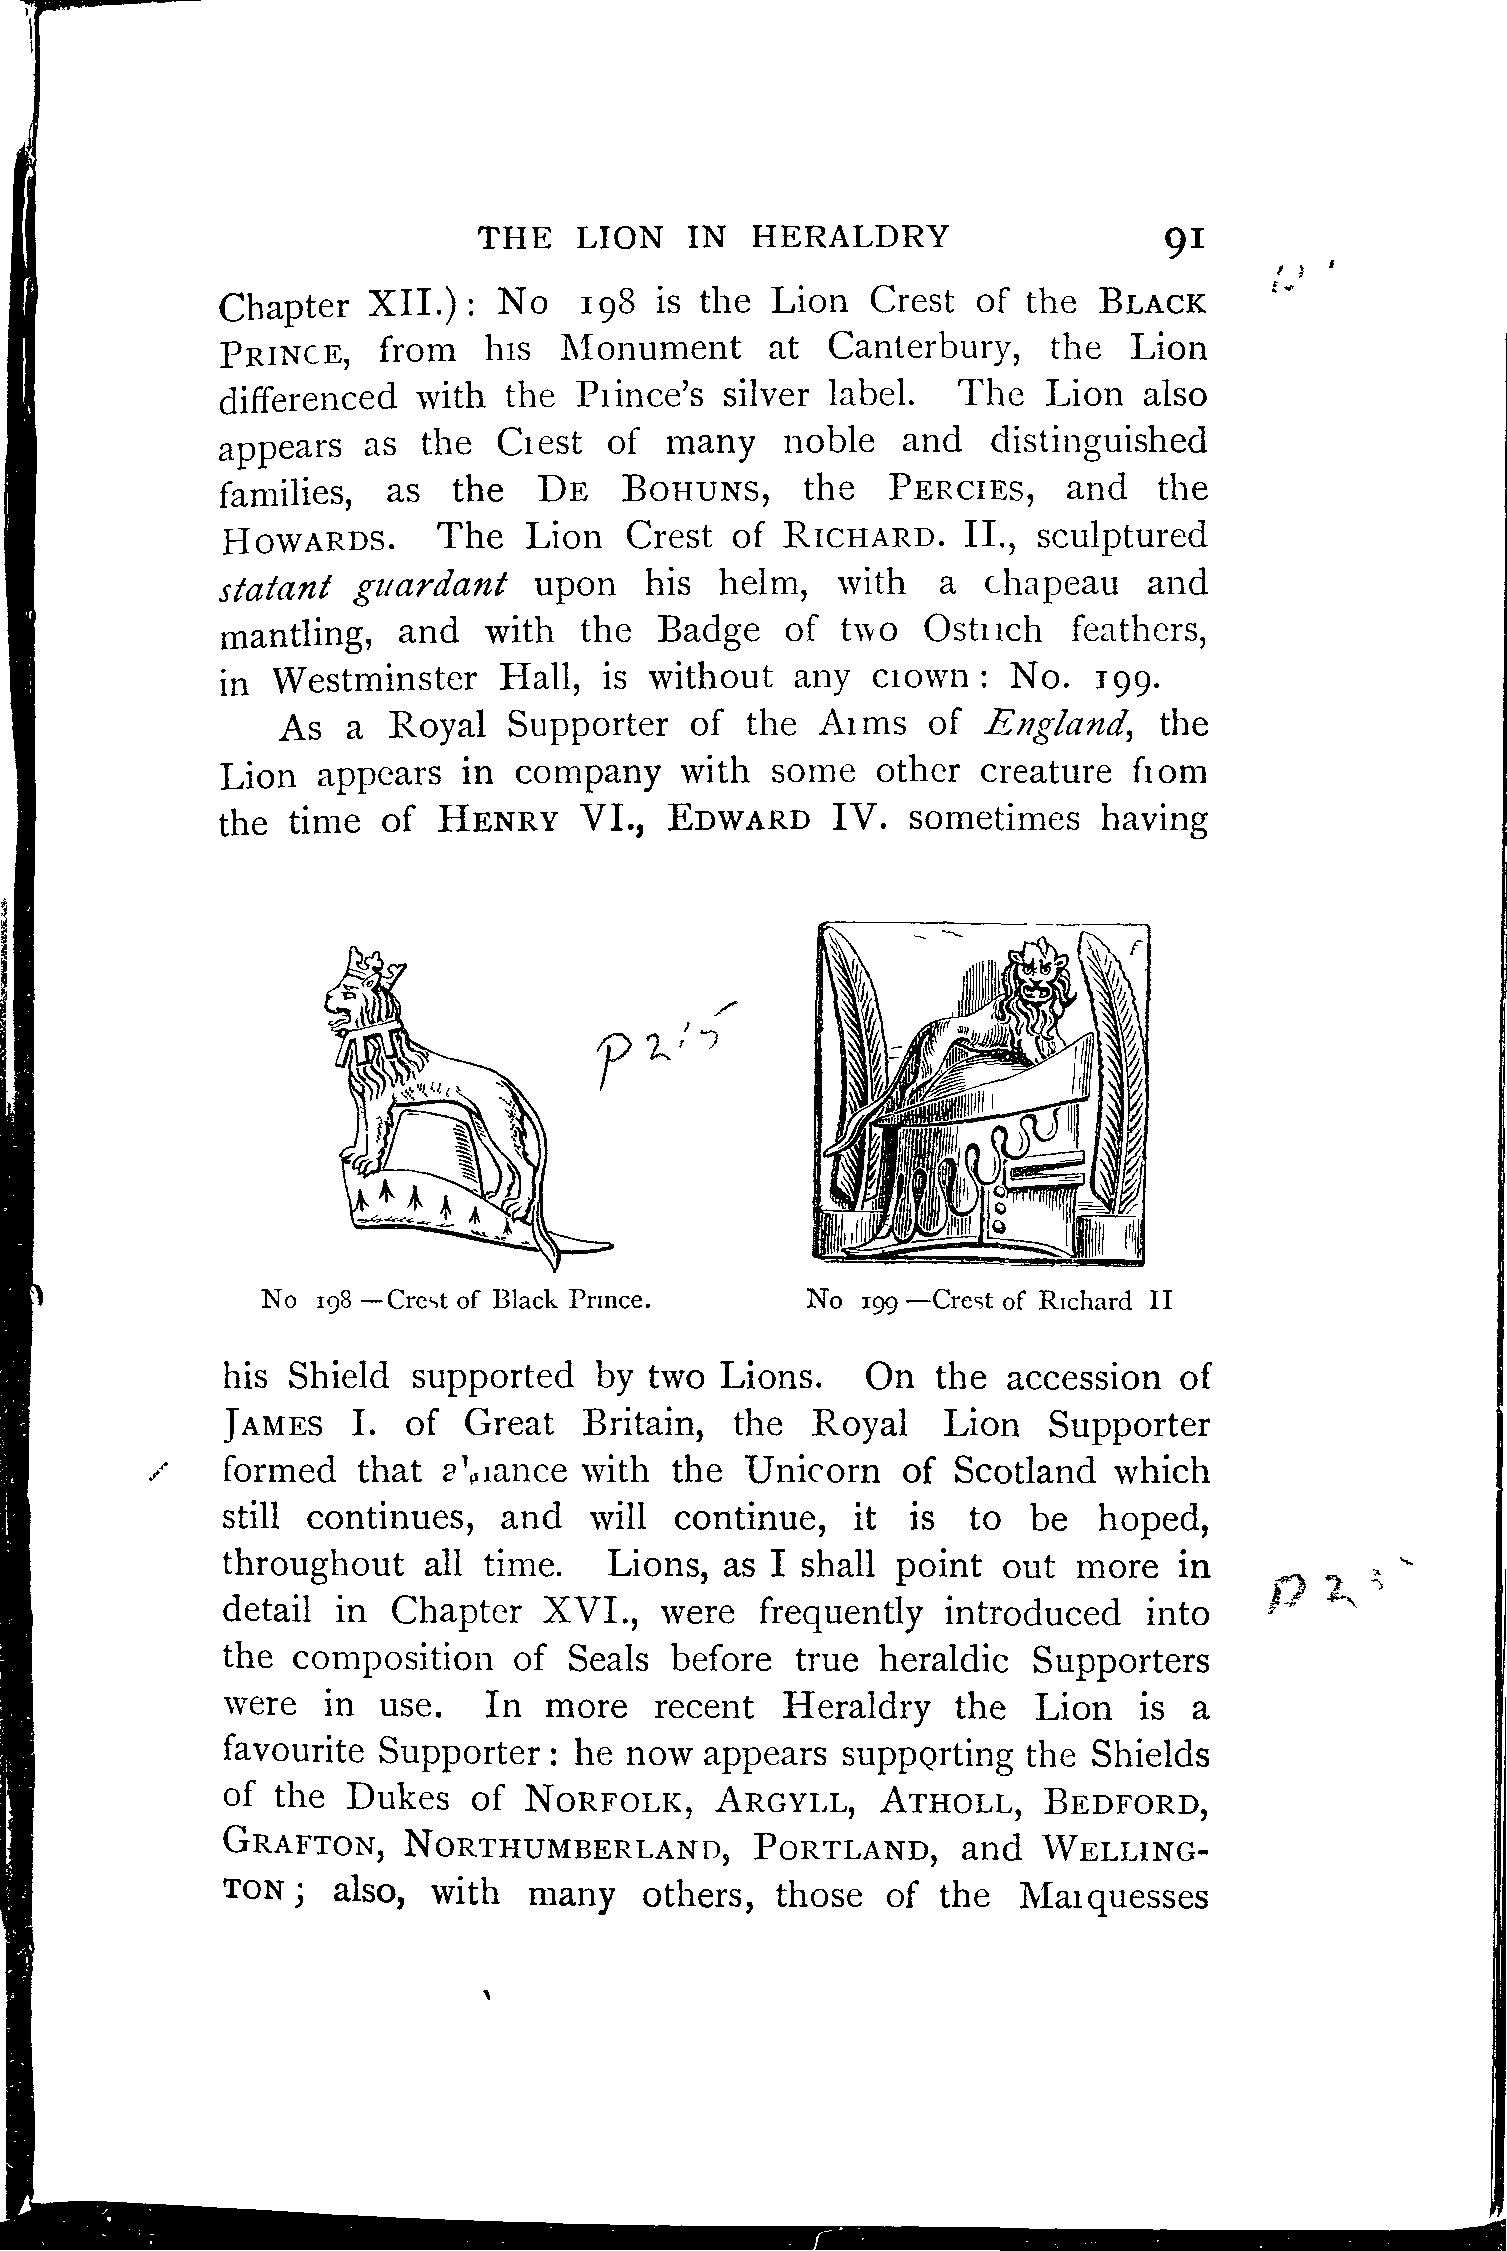 THE LION IN HERALDRY 91
Chapter XII.): No 198 is the Lion Crest of the BLACK
PRINCE, from his Monument at Canterbury, the Lion
differenced with the Prince's silver label. The Lion also
appears as the Crest of many noble and distinguished
families, as the DE BOHUNS, the PERCIES, and the
HOWARDS. The Lion Crest of RICHARD. II., sculptured
statant guardant upon his helm, with a chapeau and
mantling, and with the Badge of two Ostrich feathers,
in Westminster Hall, is without any crown: No. 199.
As a Royal Supporter of the Arms of England, the
Lion appears in company with some other creature from
the time of HENRY VI., EDWARD IV. sometimes having
p 215
No 198—Crest of Black Prince.
No 199—Crest of Richard II
his Shield supported by two Lions. On the accession of
JAMES I. of Great Britain, the Royal Lion Supporter
formed that alliance with the Unicorn of Scotland which
still continues, and will continue, it is to be hoped,
throughout all time. Lions, as I shall point out more in
detail in Chapter XVI., were frequently introduced into
the composition of Seals before true heraldic Supporters
were in use. In more recent Heraldry the Lion is a
favourite Supporter: he now appears supporting the Shields
of the Dukes of NORFOLK, ARGYLL, ATHOLL, BEDFORD,
GRAFTON, NORTHUMBERLAND, PORTLAND, and WELLING-
TON; also, with many others, those of the Marquesses